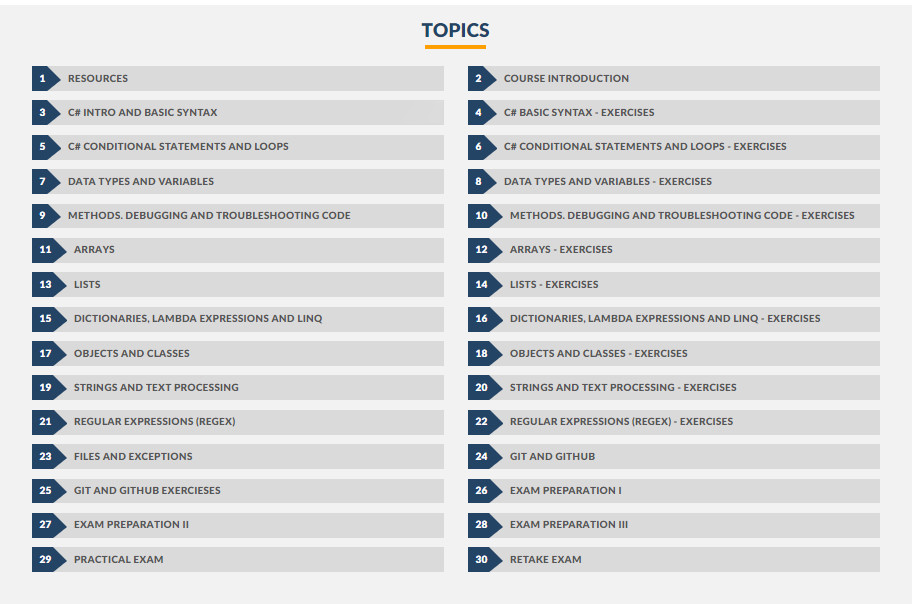 TOPICS
1 RESOURCES
2 COURSE INTRODUCTION
3 C# INTRO AND BASIC SYNTAX
4 C# BASIC SYNTAX - EXERCISES
5 C# CONDITIONAL STATEMENTS AND LOOPS
6 C# CONDITIONAL STATEMENTS AND LOOPS - EXERCISES
7 DATA TYPES AND VARIABLES
8 DATA TYPES AND VARIABLES - EXERCISES
9 METHODS. DEBUGGING AND TROUBLESHOOTING CODE
10 METHODS. DEBUGGING AND TROUBLESHOOTING CODE - EXERCISES
11 ARRAYS
12 ARRAYS - EXERCISES
13 LISTS
14 LISTS - EXERCISES
15 DICTIONARIES, LAMBDA EXPRESSIONS AND LINQ
16 DICTIONARIES, LAMBDA EXPRESSIONS AND LINQ - EXERCISES
17 OBJECTS AND CLASSES
18 OBJECTS AND CLASSES - EXERCISES
19 STRINGS AND TEXT PROCESSING
20 STRINGS AND TEXT PROCESSING - EXERCISES
21 REGULAR EXPRESSIONS (REGEX)
22 REGULAR EXPRESSIONS (REGEX) - EXERCISES
23 FILES AND EXCEPTIONS
24 GIT AND GITHUB
25 GIT AND GITHUB EXERCIESES
26 EXAM PREPARATION I
27 EXAM PREPARATION II
28 EXAM PREPARATION III
29 PRACTICAL EXAM
30 RETAKE EXAM